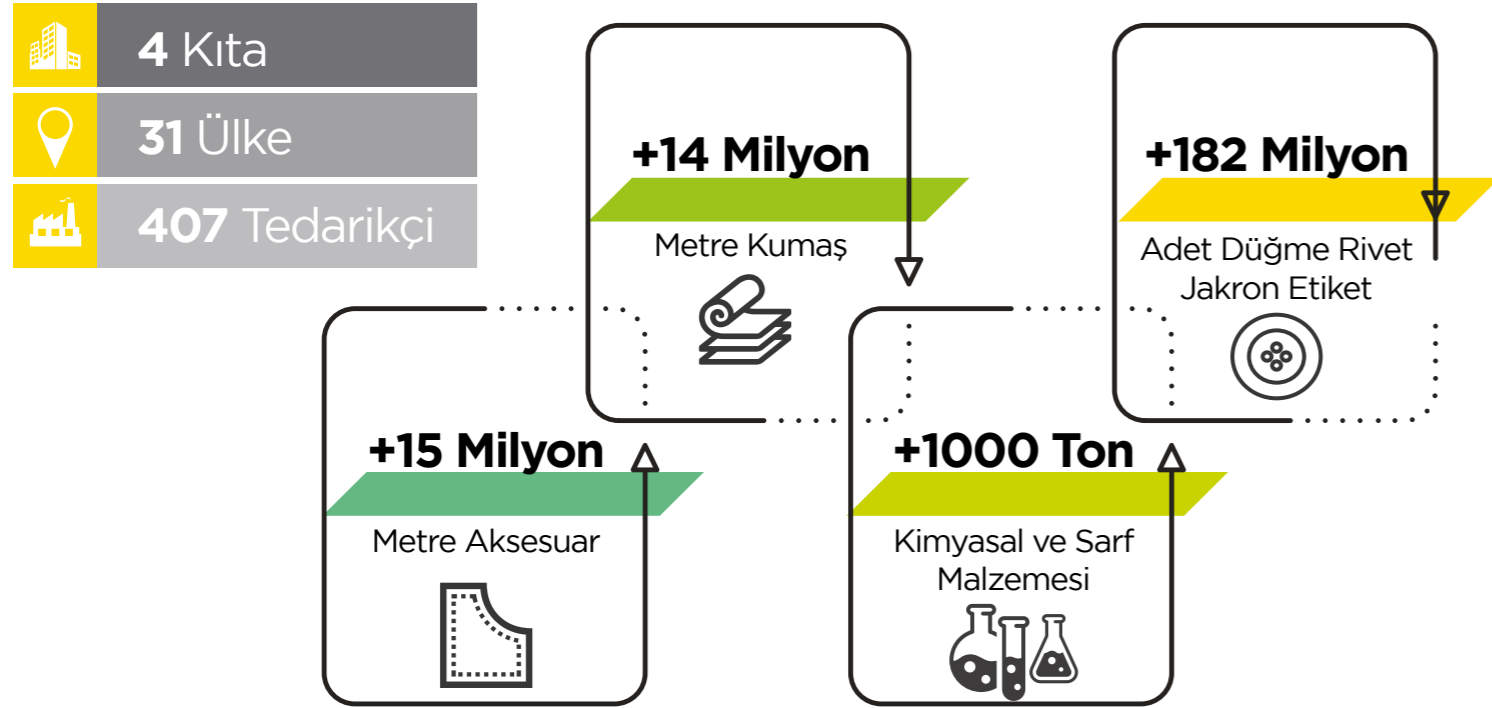 4 Kıta
31 Ülke
407 Tedarikçi
+15 Milyon
Metre Aksesuar
+14 Milyon
Metre Kumaş
+1000 Ton
Kimyasal ve Sarf
Malzemesi
+182 Milyon
Adet Düğme Rivet
Jakron Etiket